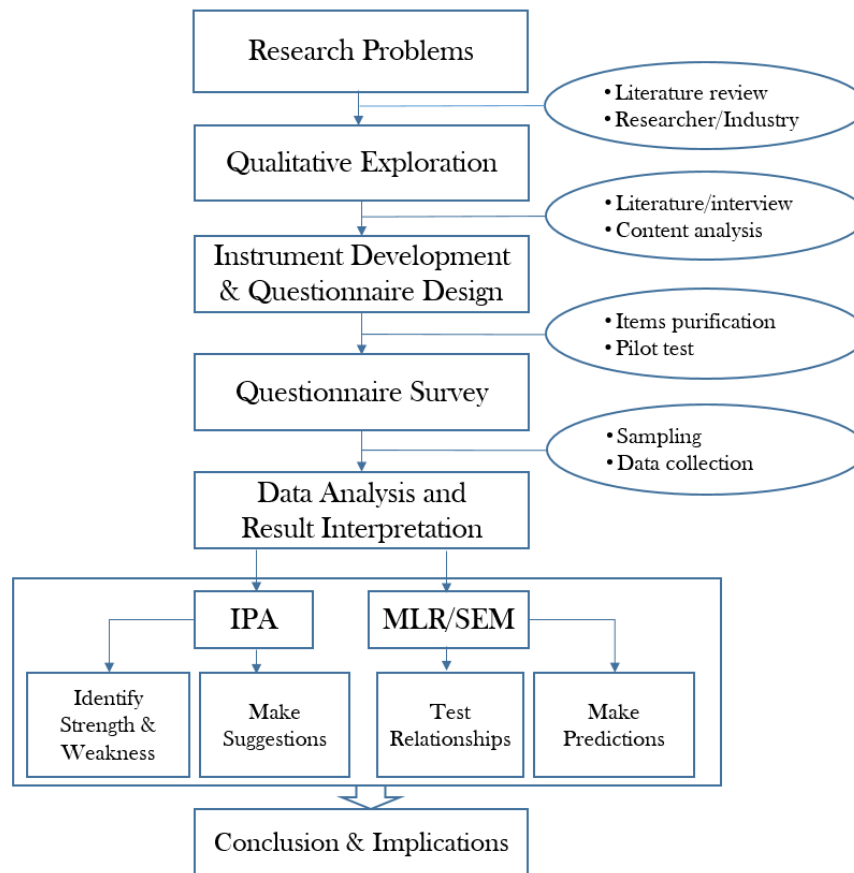 Research Problems
• Literature review
• Researcher/Industry
Qualitative Exploration
• Literature/interview
• Content analysis
Instrument Development
& Questionnaire Design
• Items purification
• Pilot test
Questionnaire Survey
• Sampling
• Data collection
Data Analysis and
Result Interpretation
IPA
MLR/SEM
Identify
Strength &
Weakness
Make
Suggestions
Test
Relationships
Make
Predictions
Conclusion & Implications